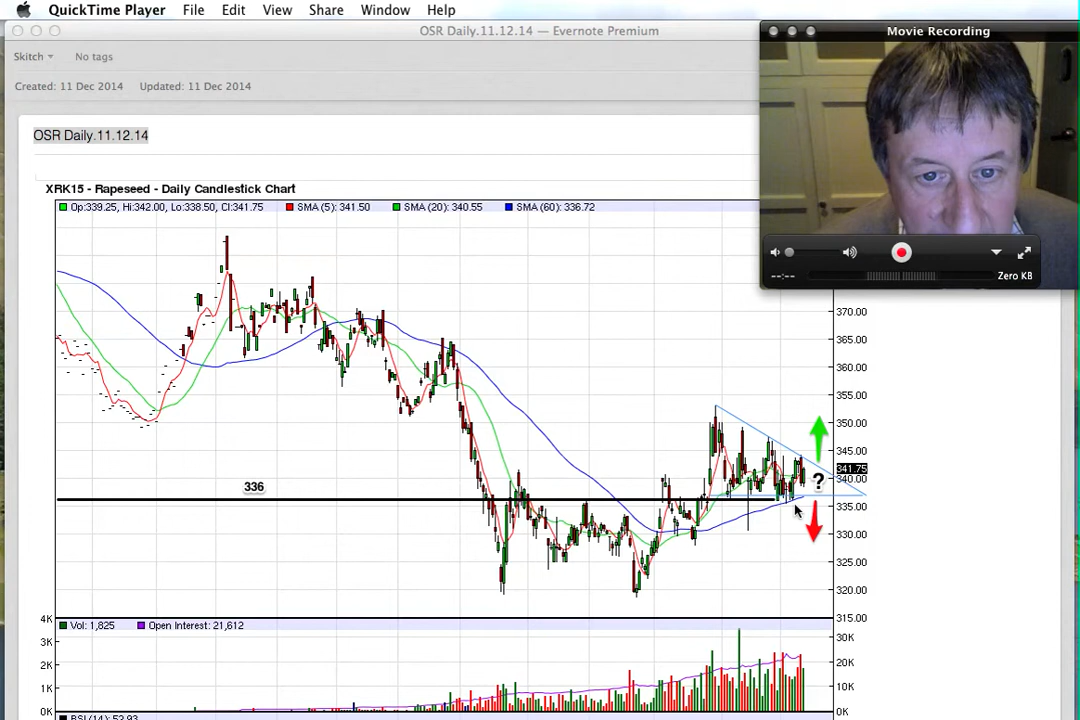 QuickTime Player File Edit View Share Window Help
OSR Daily.11.12.14 — Evernote Premium
Movie Recording
Skitch No tags
Created: 11 Dec 2014 Updated: 11 Dec 2014
OSR Daily.11.12.14
XRK15 - Rapeseed - Daily Candlestick Chart
Op:339.25, Hi:342.00, Lo:338.50, Cl:341.75 SMA (5): 341.50 SMA (20): 340.55 SMA (60): 336.72
--:-- Zero KB
370.00
365.00
360.00
355.00
350.00
345.00
341.75
340.00
?
336
335.00
330.00
325.00
320.00
315.00
4K Vol: 1,825 Open Interest: 21,612
3K 30K
2K 20K
1K 10K
0K 0K
RSI (14): 52.93